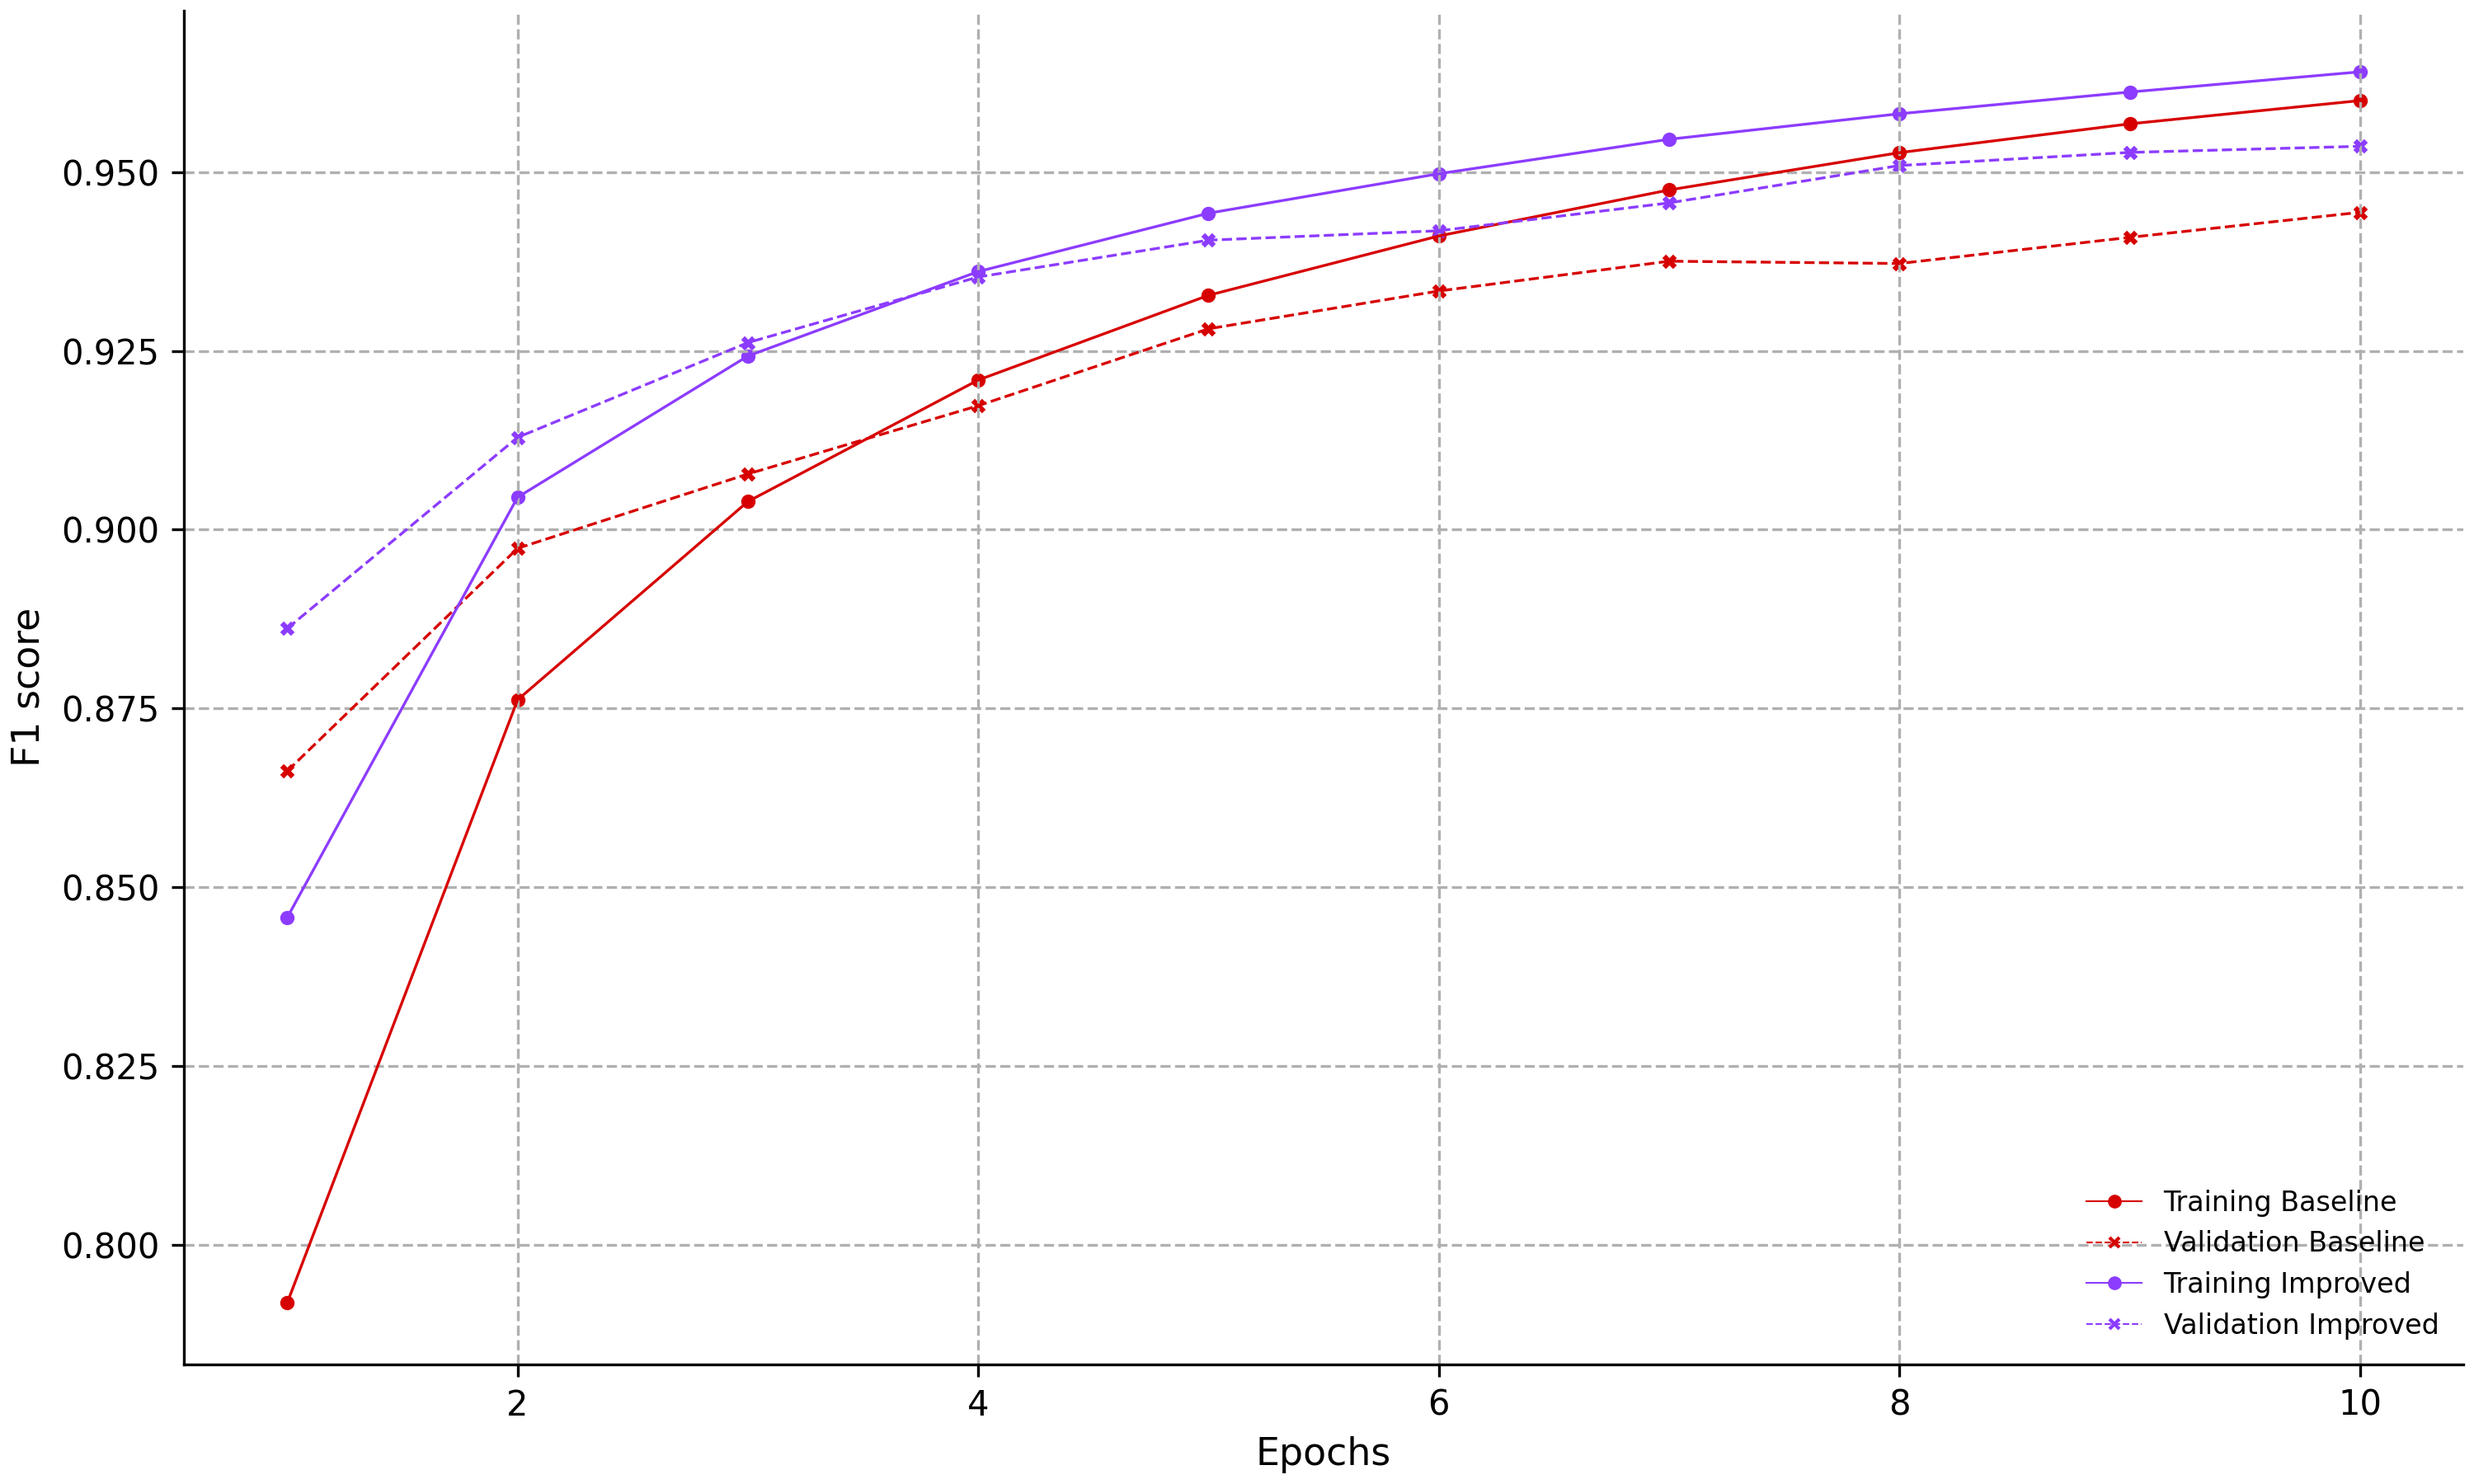 0.950
0.925
0.900
0.875
0.850
0.825
0.800
F1 score
2 4 6 8 10
Epochs
Training Baseline
Validation Baseline
Training Improved
Validation Improved